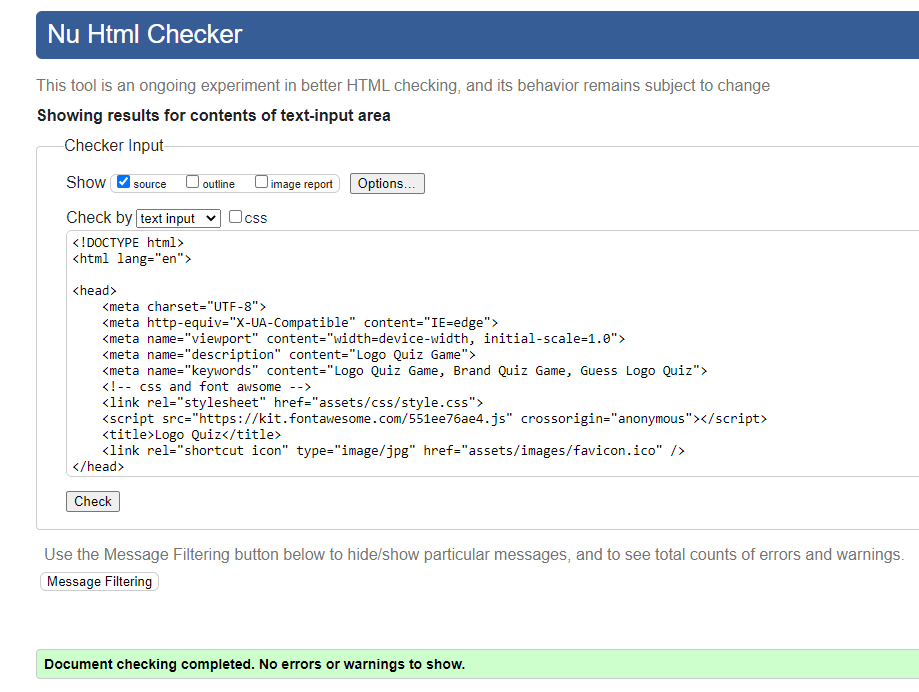 Nu Html Checker
This tool is an ongoing experiment in better HTML checking, and its behavior remains subject to change
Showing results for contents of text-input area
Checker Input
Show source outline image report Options...
Check by text input css
<!DOCTYPE html>
<html lang="en">
<head>
    <meta charset="UTF-8">
    <meta http-equiv="X-UA-Compatible" content="IE=edge">
    <meta name="viewport" content="width=device-width, initial-scale=1.0">
    <meta name="description" content="Logo Quiz Game">
    <meta name="keywords" content="Logo Quiz Game, Brand Quiz Game, Guess Logo Quiz">
    <!-- css and font awsome -->
    <link rel="stylesheet" href="assets/css/style.css">
    <script src="https://kit.fontawesome.com/551ee76ae4.js" crossorigin="anonymous"></script>
    <title>Logo Quiz</title>
    <link rel="shortcut icon" type="image/jpg" href="assets/images/favicon.ico" />
</head>
Check
Use the Message Filtering button below to hide/show particular messages, and to see total counts of errors and warnings.
Message Filtering
Document checking completed. No errors or warnings to show.